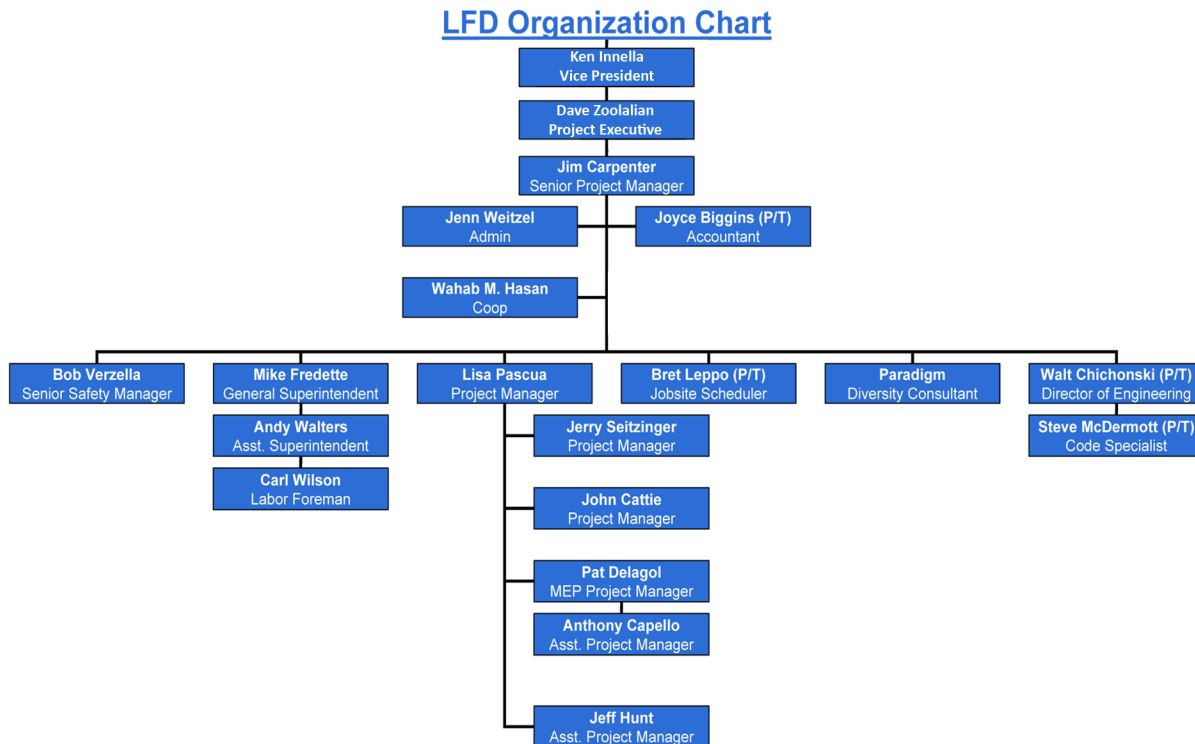 LFD Organization Chart
Ken Innella
Vice President
Dave Zoolalian
Project Executive
Jim Carpenter
Senior Project Manager
Jenn Weitzel
Admin
Joyce Biggins (P/T)
Accountant
Wahab M. Hasan
Coop
Bob Verzella
Senior Safety Manager
Mike Fredette
General Superintendent
Andy Walters
Asst. Superintendent
Carl Wilson
Labor Foreman
Lisa Pascua
Project Manager
Jerry Seitzinger
Project Manager
John Cattie
Project Manager
Pat Delagol
MEP Project Manager
Anthony Capello
Asst. Project Manager
Jeff Hunt
Asst. Project Manager
Bret Leppo (P/T)
Jobsite Scheduler
Paradigm
Diversity Consultant
Walt Chichonski (P/T)
Director of Engineering
Steve McDermott (P/T)
Code Specialist